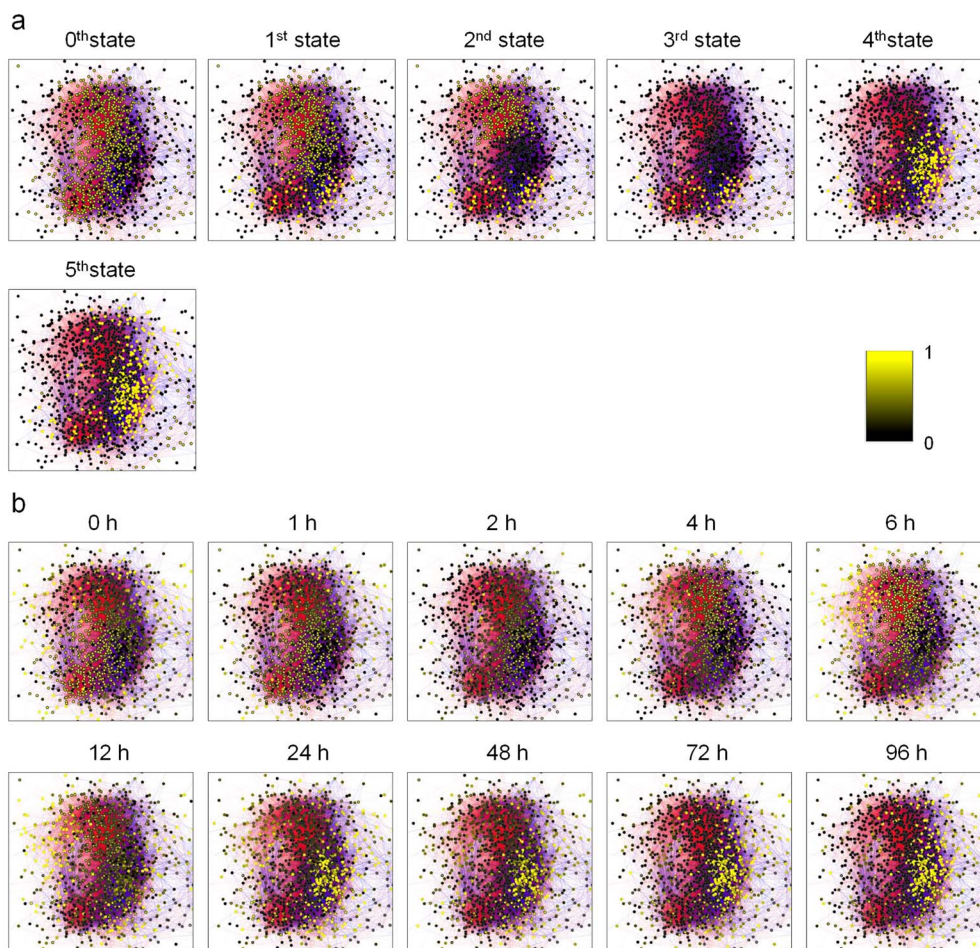 a
0thstate 1st state 2nd state 3rd state 4thstate
5thstate
1
0
b
0 h 1 h 2 h 4 h 6 h
12 h 24 h 48 h 72 h 96 h